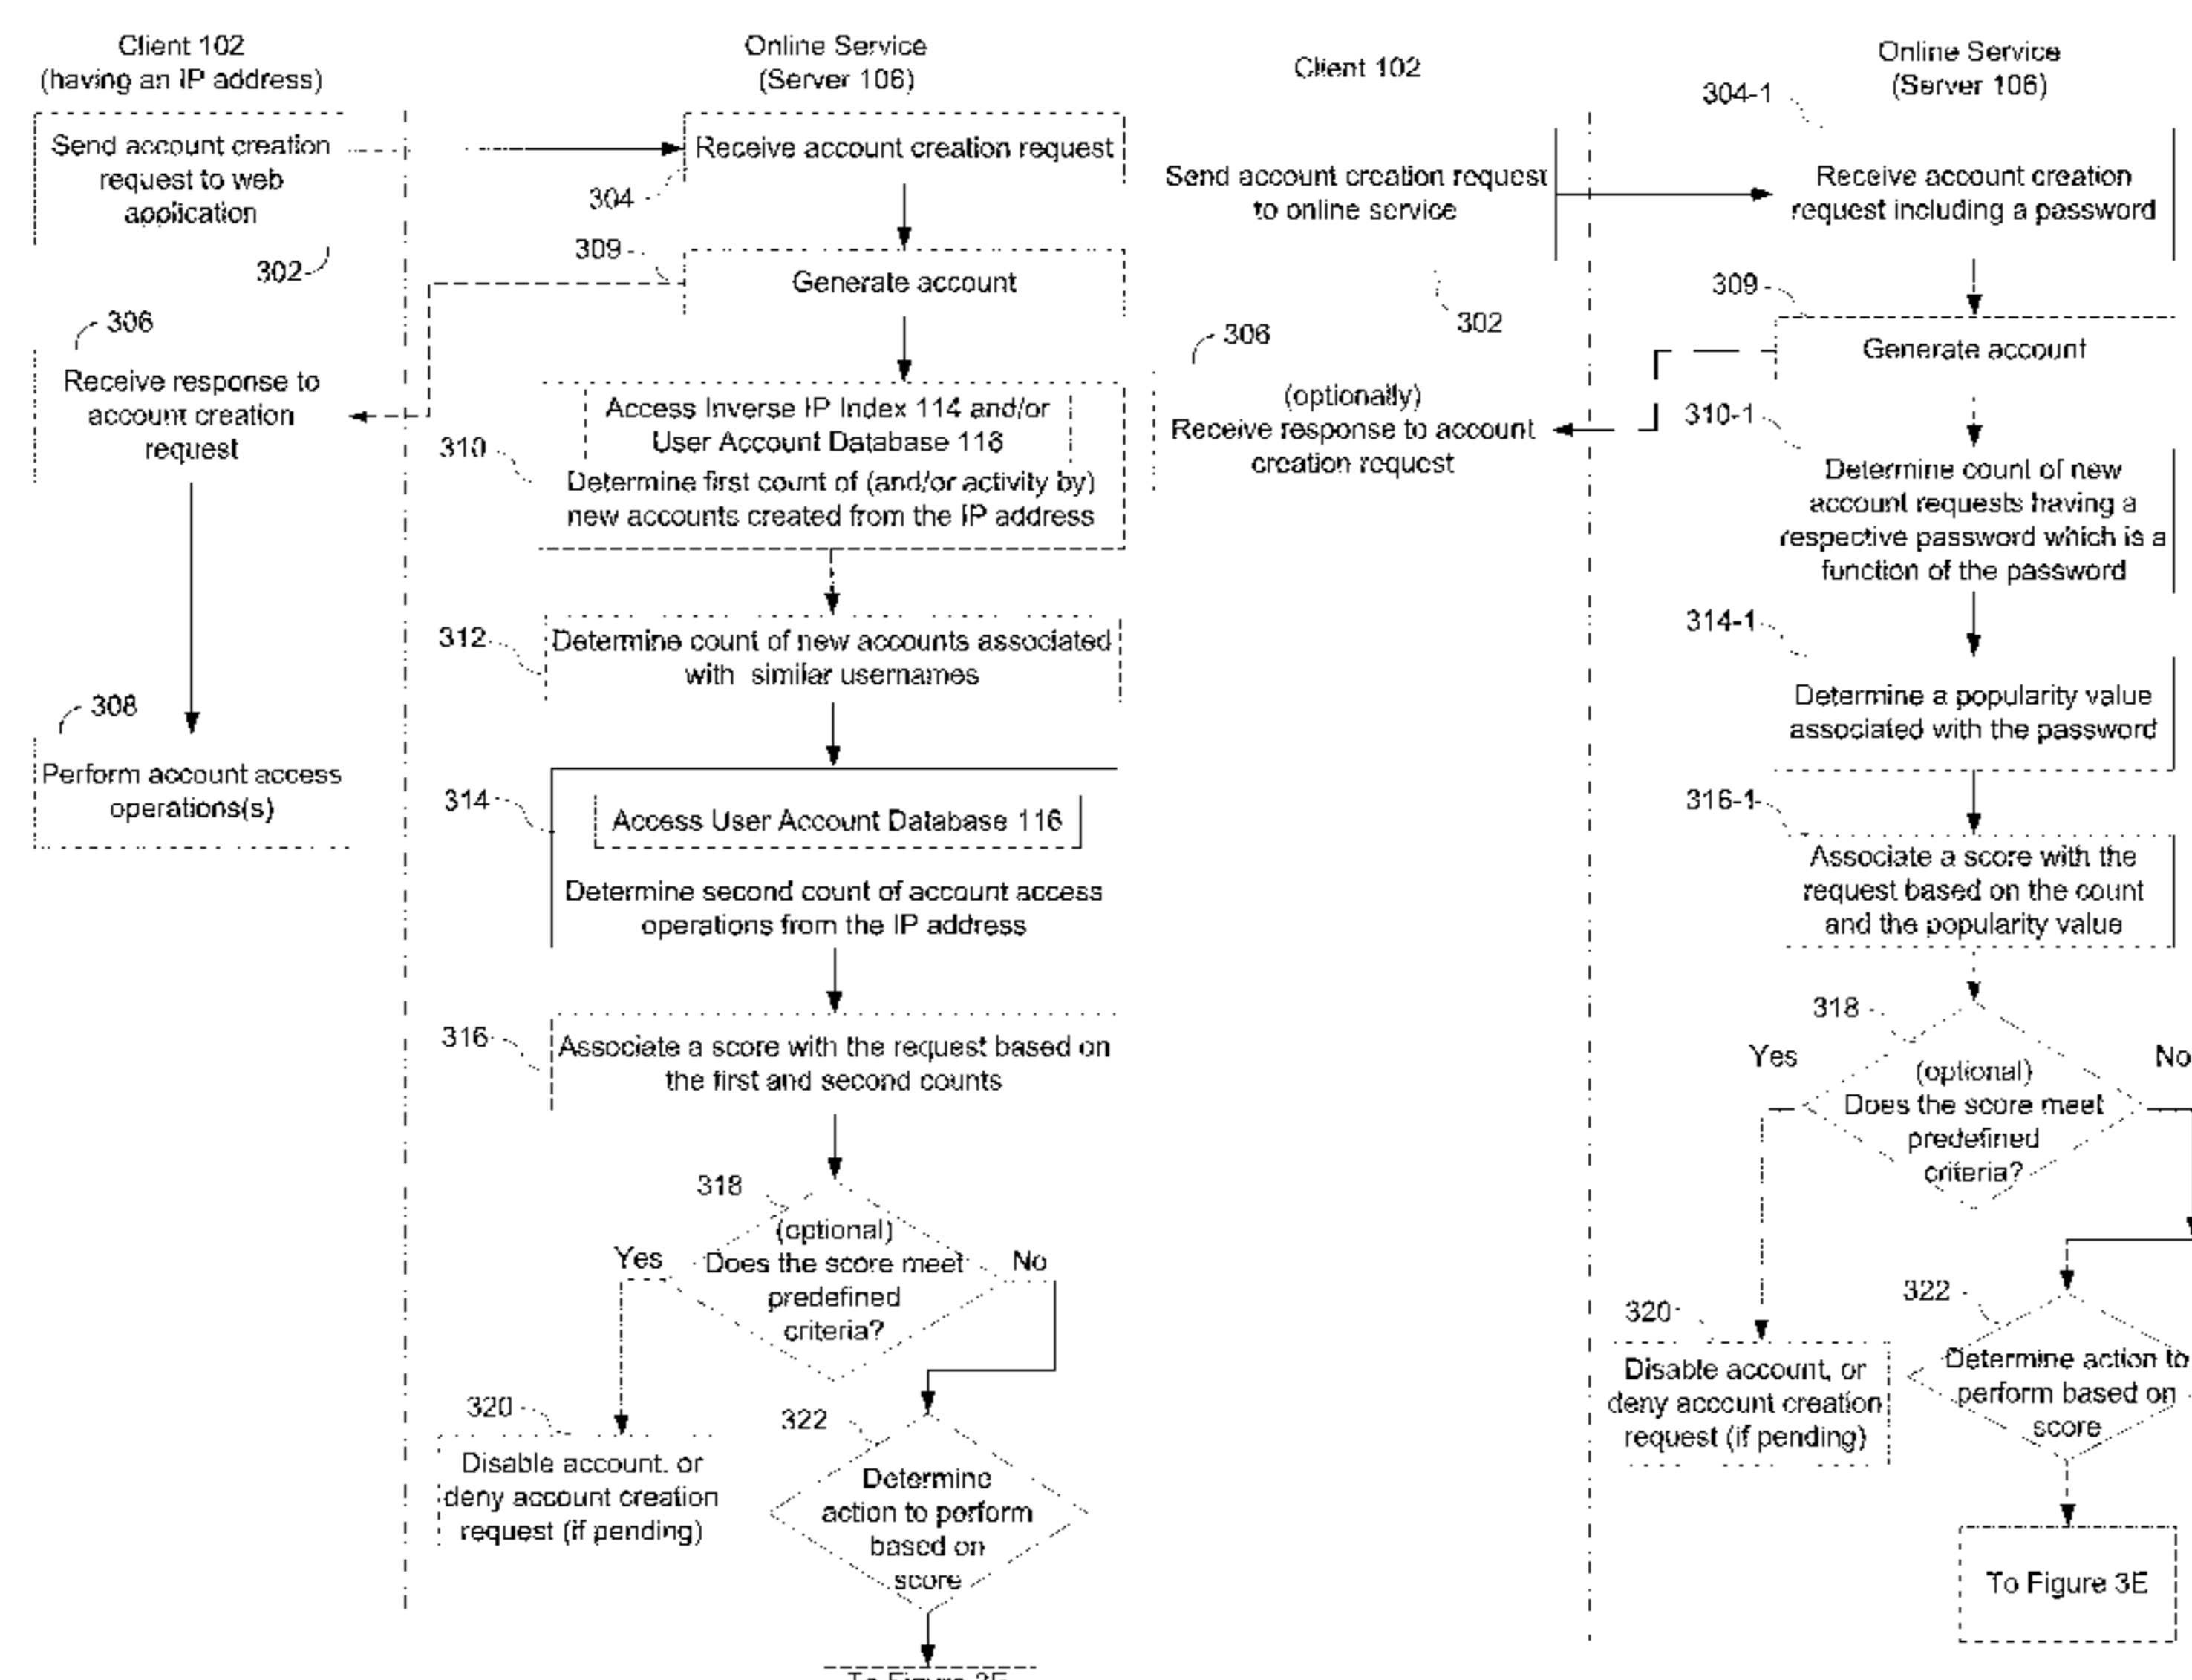 Client 102
(having an IP address)
Online Service
(Server 106)
Send account creation
request to web
application
302
Receive account creation request
304
309
Generate account
306
Receive response to
account creation
request
310
Access Inverse IP Index 114 and/or
User Account Database 116
Determine first count of (and/or activity by)
new accounts created from the IP address
312
Determine count of new accounts associated
with similar usernames
308
Perform account access
operations(s)
314
Access User Account Database 116
Determine second count of account access
operations from the IP address
316
Associate a score with the request based on
the first and second counts
318
(optional)
Does the score meet
predefined
criteria?
Yes
No
320
Disable account, or
deny account creation
request (if pending)
322
Determine
action to perform
based on
score
To Figure 3E
Client 102
Online Service
(Server 106)
304-1
Send account creation request
to online service
302
Receive account creation
request including a password
309
Generate account
306
(optionally)
Receive response to account
creation request
310-1
Determine count of new
account requests having a
respective password which is a
function of the password
314-1
Determine a popularity value
associated with the password
316-1
Associate a score with the
request based on the count
and the popularity value
318
(optional)
Does the score meet
predefined
criteria?
Yes
No
320
Disable account, or
deny account creation
request (if pending)
322
Determine action to
perform based on
score
To Figure 3E